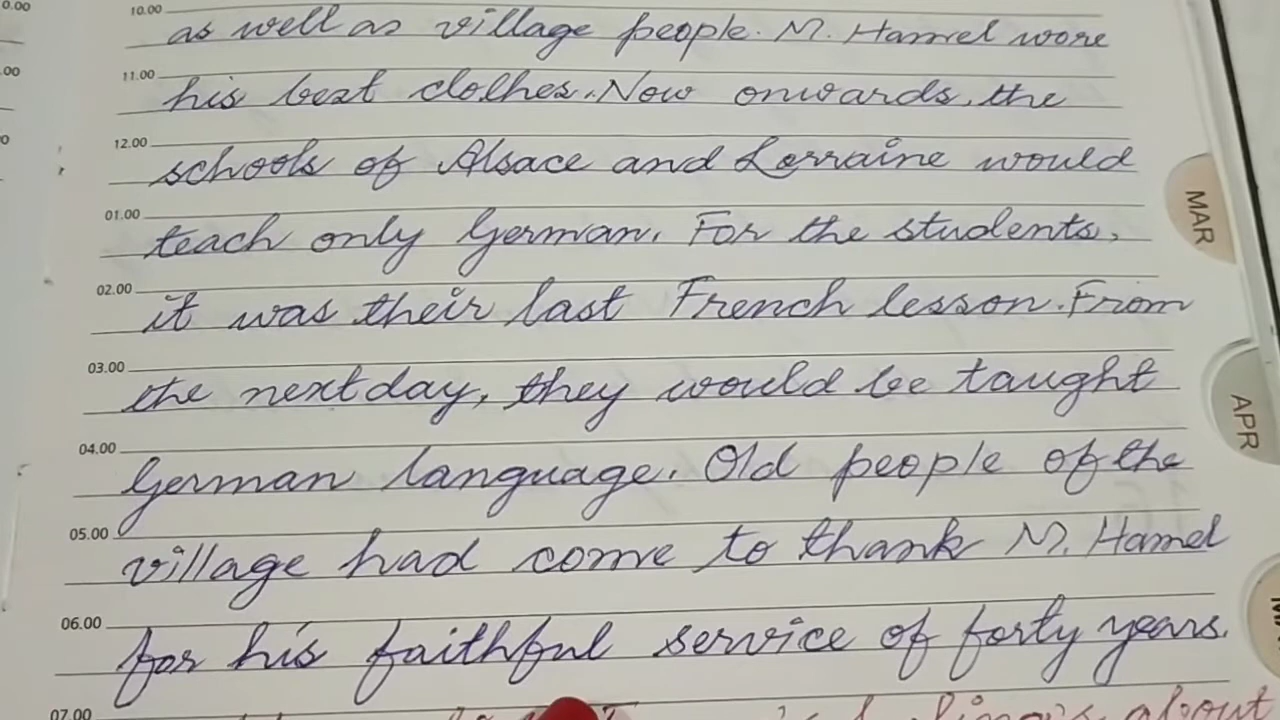 0.00
10.00
as well as village people. M. Hamel wore
11.00
his best clothes. Now onwards, the
12.00
schools of Alsace and Lorraine would
01.00
teach only German. For the students,
02.00
it was their last French lesson. From
03.00
the next day, they would be taught
04.00
German language. Old people of the
05.00
village had come to thank M. Hamel
06.00
for his faithful service of forty years.
07.00
about
MAR
APR